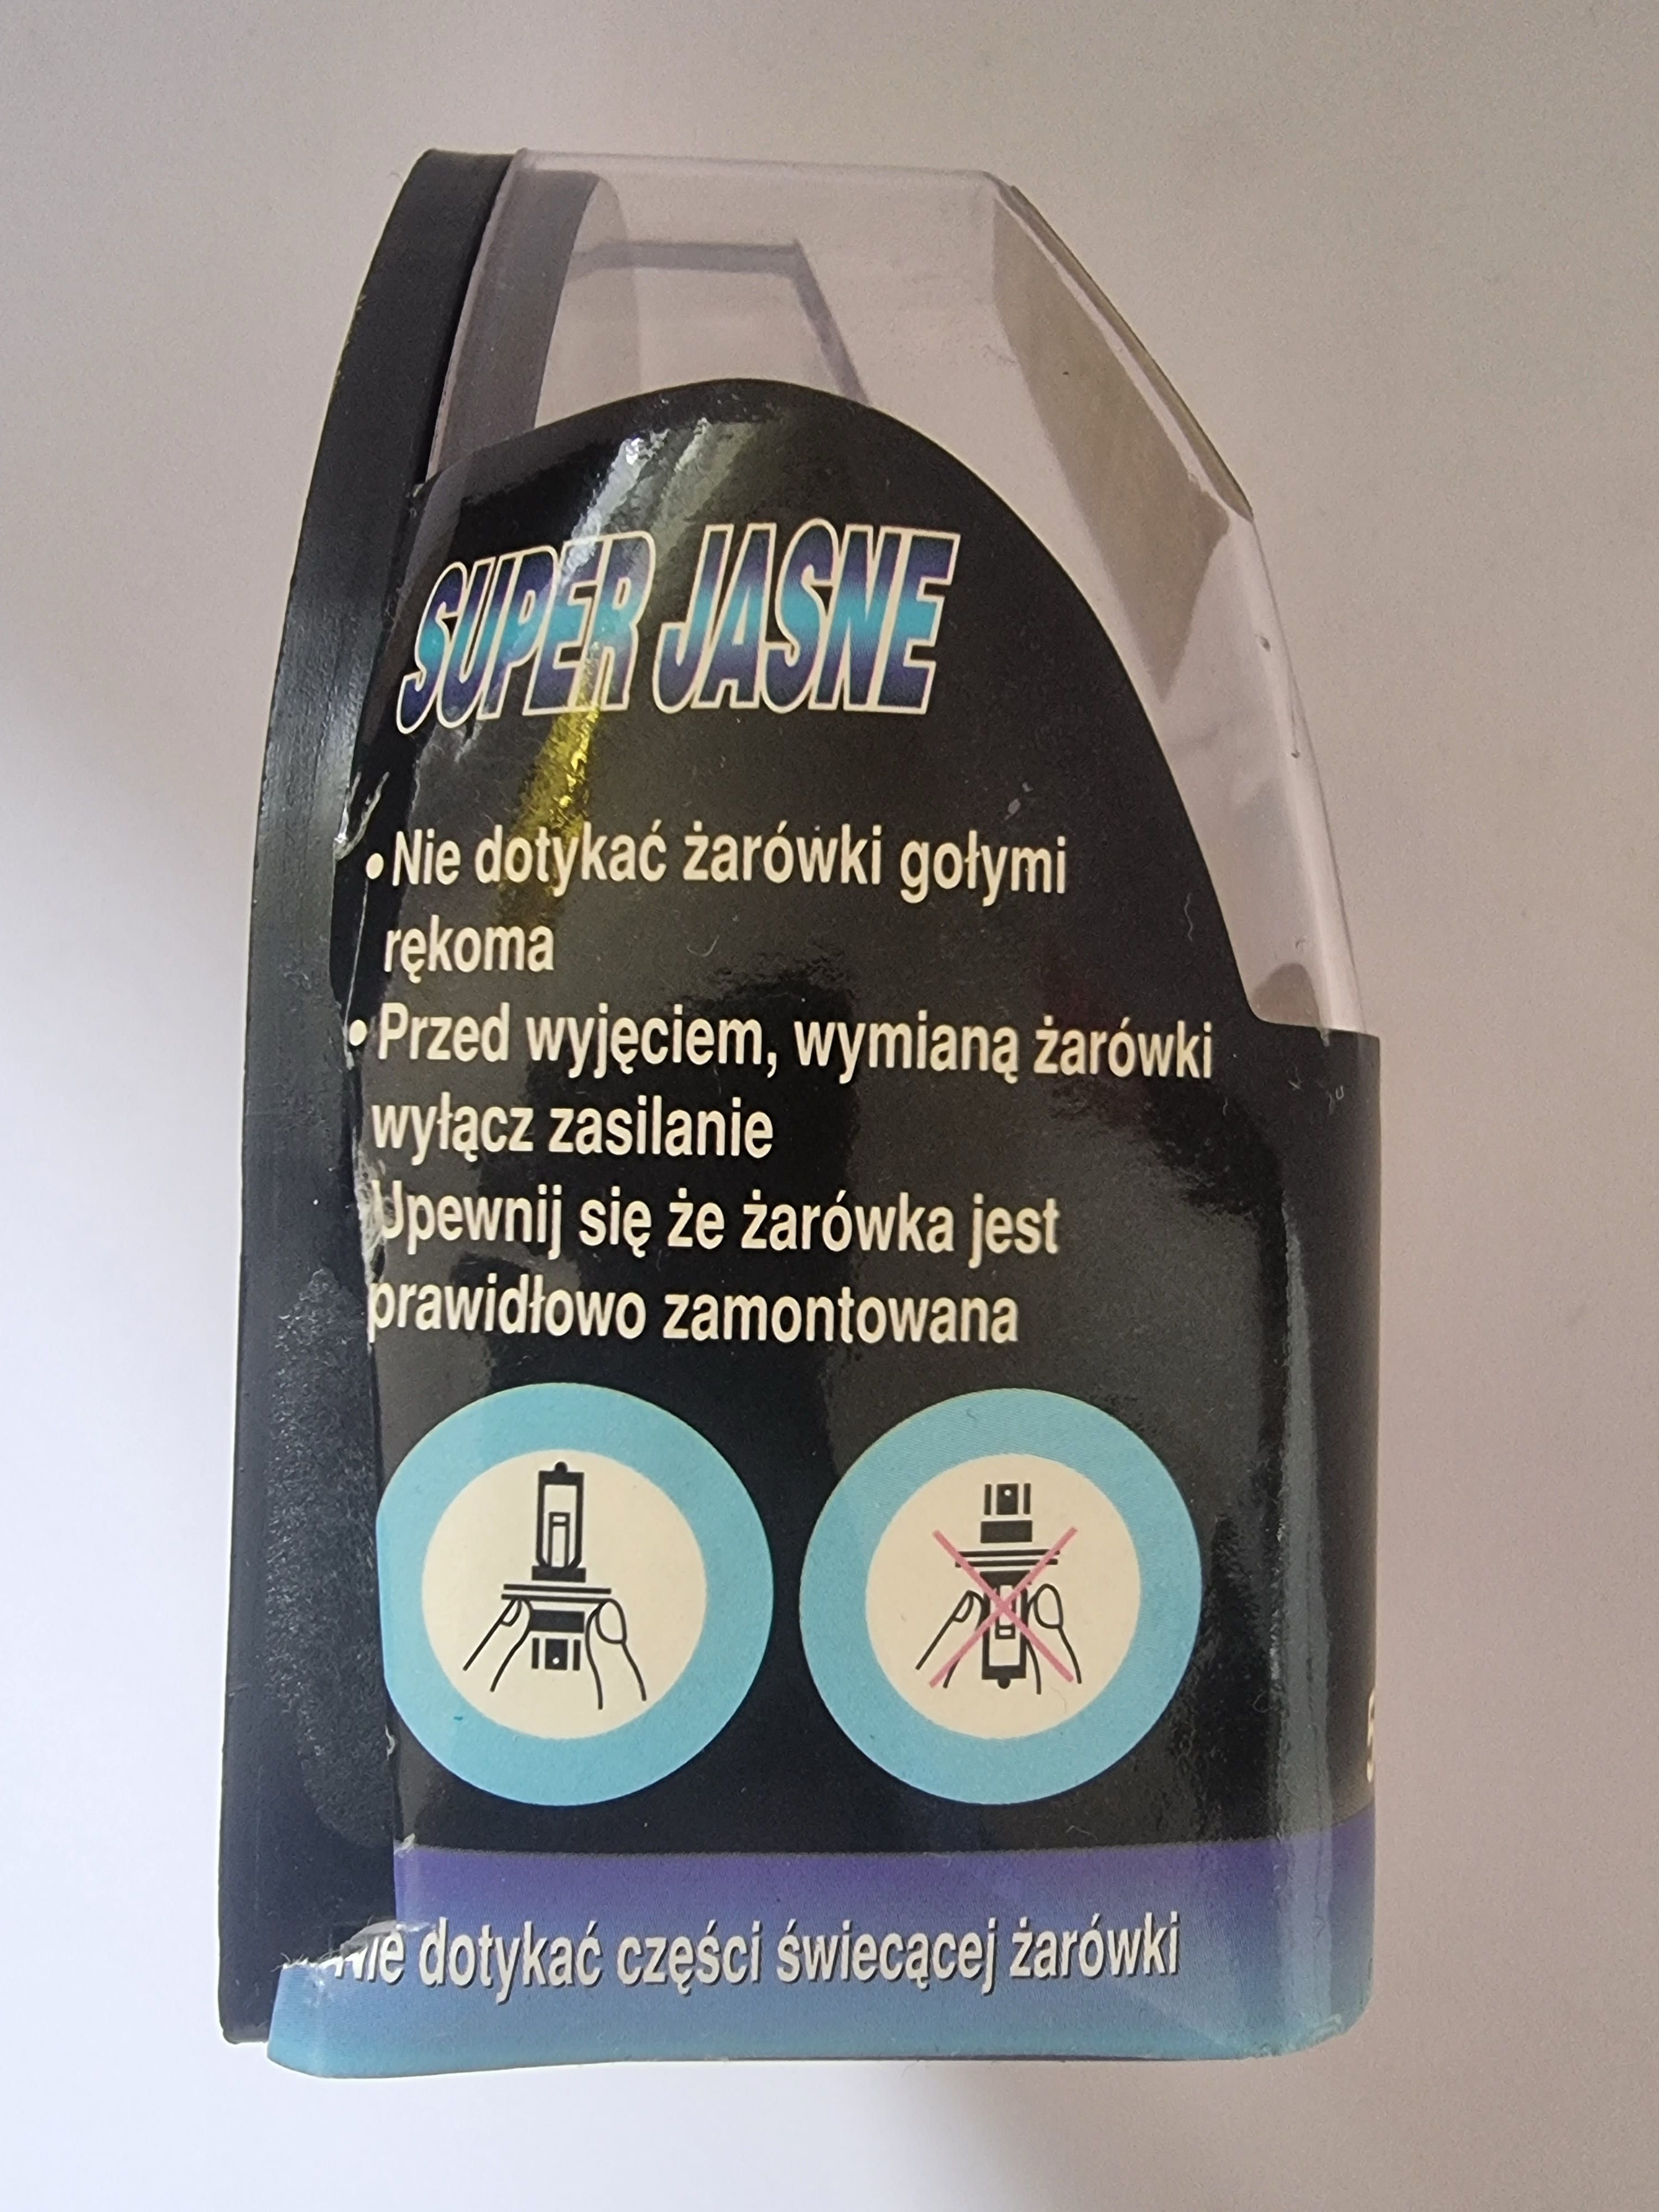 SUPER JASNE
• Nie dotykać żarówki gołymi
rękoma
• Przed wyjęciem, wymianą żarówki
wyłącz zasilanie
Upewnij się że żarówka jest
prawidłowo zamontowana
Nie dotykać części świecącej żarówki